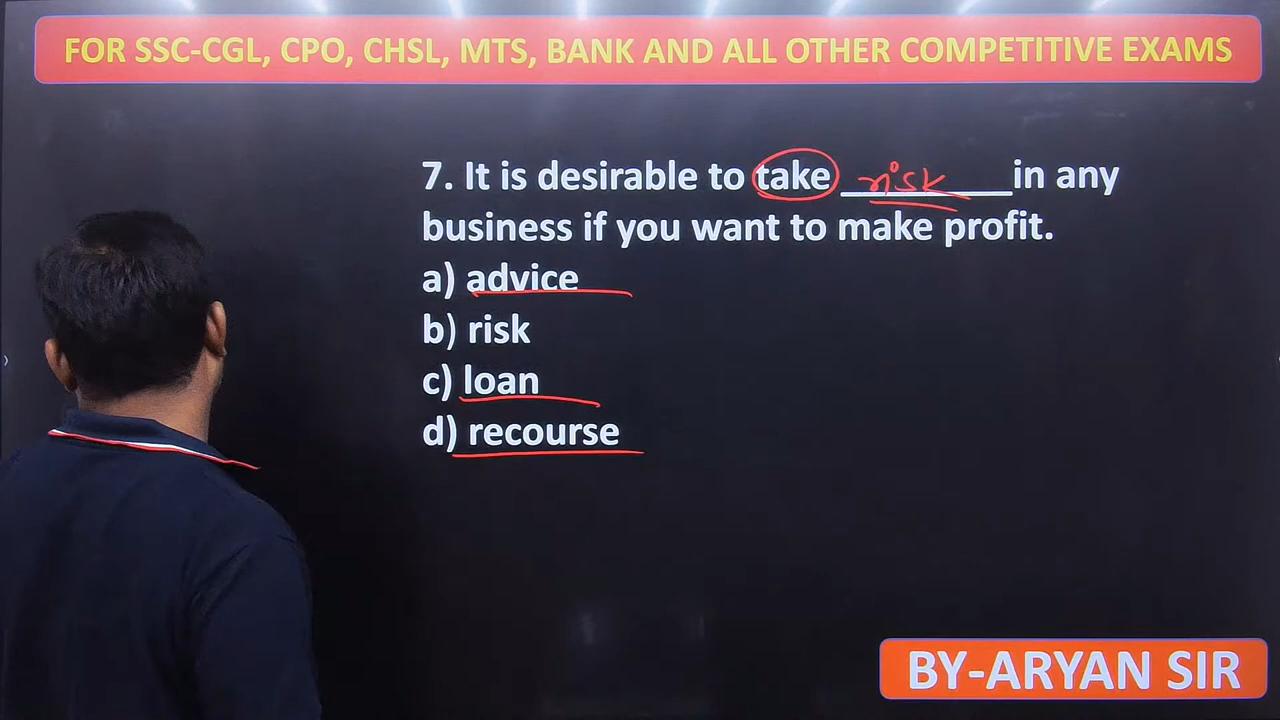 FOR SSC-CGL, CPO, CHSL, MTS, BANK AND ALL OTHER COMPETITIVE EXAMS
7. It is desirable to take risk in any
business if you want to make profit.
a) advice
b) risk
c) loan
d) recourse
BY-ARYAN SIR